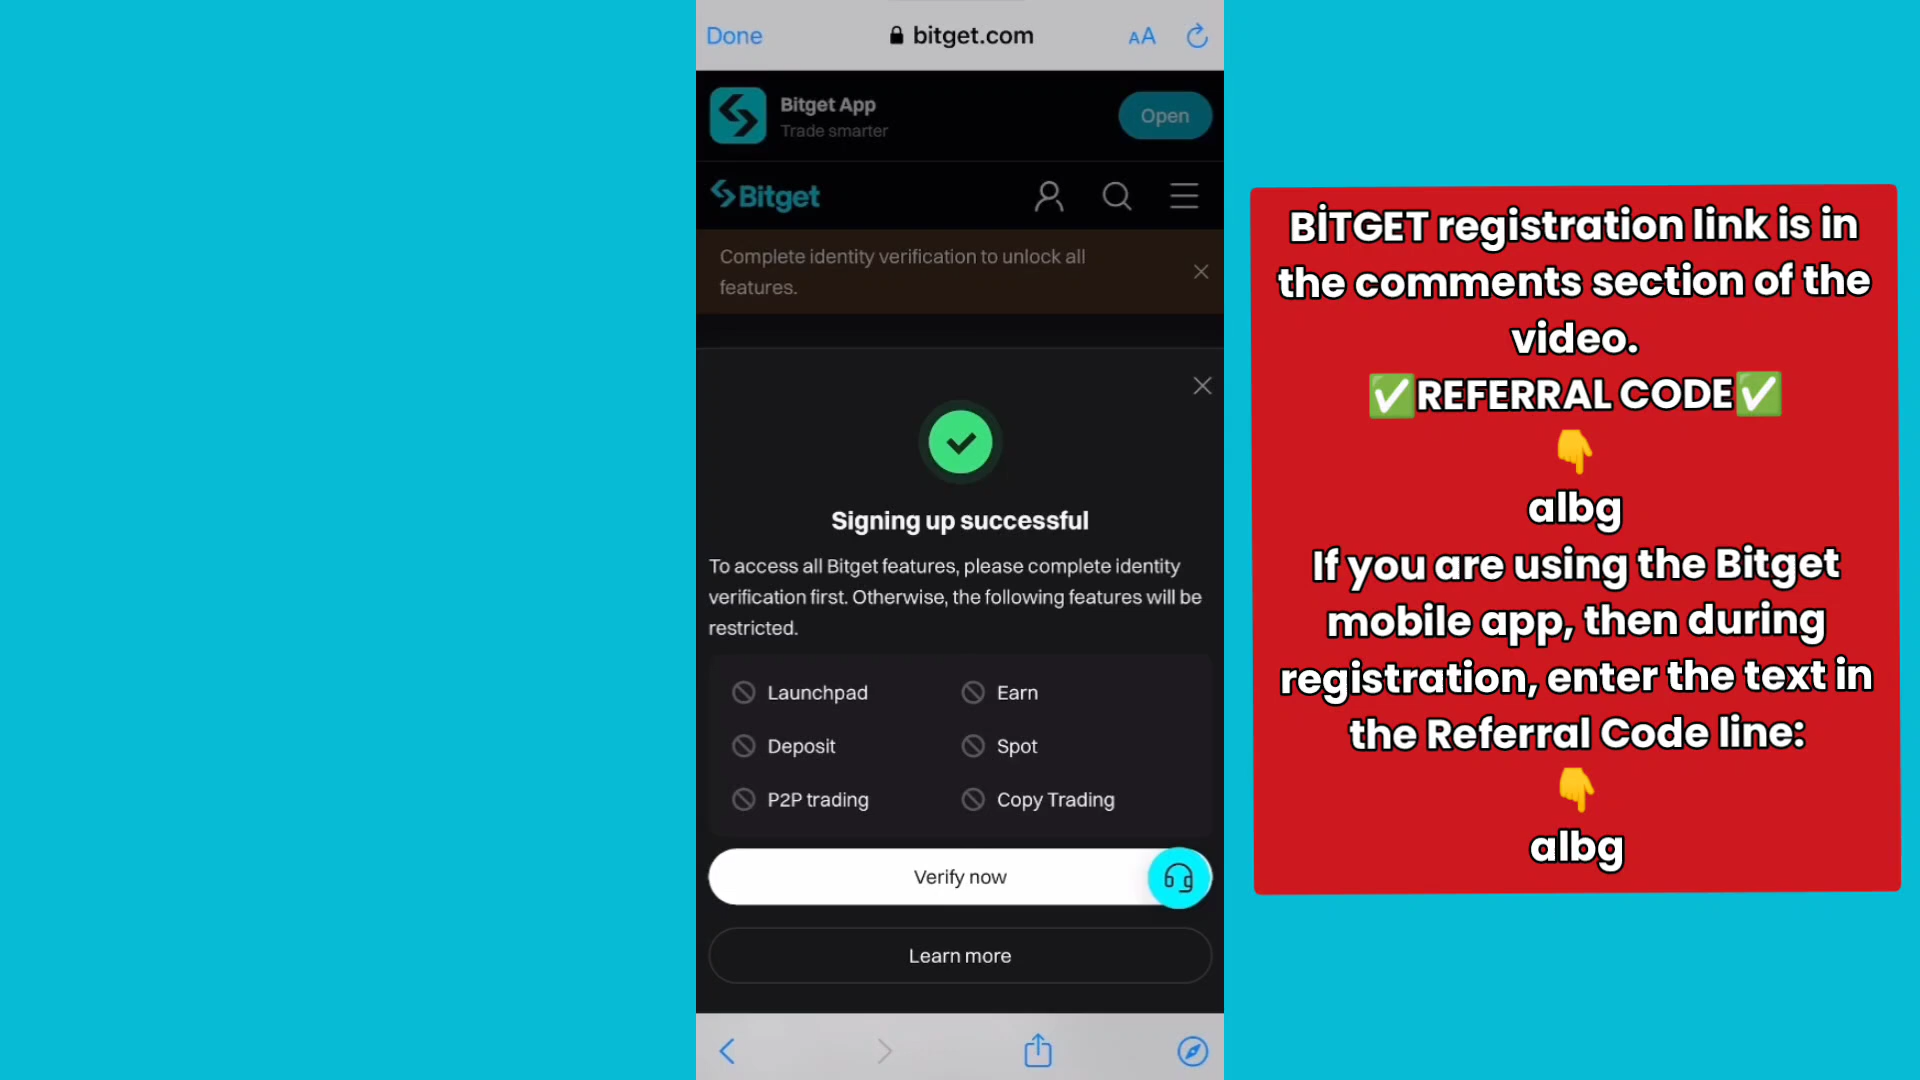 Done
bitget.com
AA
Bitget App
Trade smarter
Open
Bitget
Complete identity verification to unlock all
features.
Signing up successful
To access all Bitget features, please complete identity
verification first. Otherwise, the following features will be
restricted.
Launchpad
Earn
Deposit
Spot
P2P trading
Copy Trading
Verify now
Learn more
BİTGET registration link is in
the comments section of the
video.
✅REFERRAL CODE✅
👇
albg
If you are using the Bitget
mobile app, then during
registration, enter the text in
the Referral Code line:
👇
albg